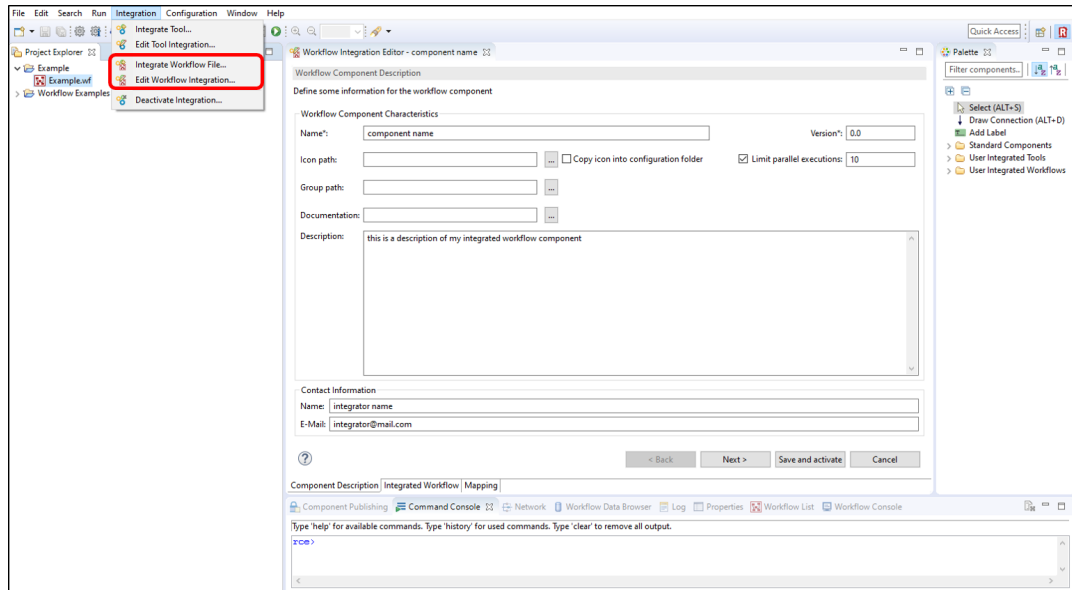 File Edit Search Run Integration Configuration Window Help
Integrate Tool...
Edit Tool Integration...
Integrate Workflow File...
Edit Workflow Integration...
Deactivate Integration...
Quick Access
Project Explorer
Example
Example.wf
Workflow Examples
Workflow Integration Editor - component name
Workflow Component Description
Define some information for the workflow component
Workflow Component Characteristics
Name*: component name Version*: 0.0
Icon path: ... Copy icon into configuration folder Limit parallel executions: 10
Group path: ...
Documentation: ...
Description: this is a description of my integrated workflow component
Contact Information
Name: integrator name
E-Mail: integrator@mail.com
< Back Next > Save and activate Cancel
Component Description Integrated Workflow Mapping
Palette
Filter components...
Select (ALT+S)
Draw Connection (ALT+D)
Add Label
Standard Components
User Integrated Tools
User Integrated Workflows
Component Publishing Command Console Network Workflow Data Browser Log Properties Workflow List Workflow Console
Type 'help' for available commands. Type 'history' for used commands. Type 'clear' to remove all output.
rce>